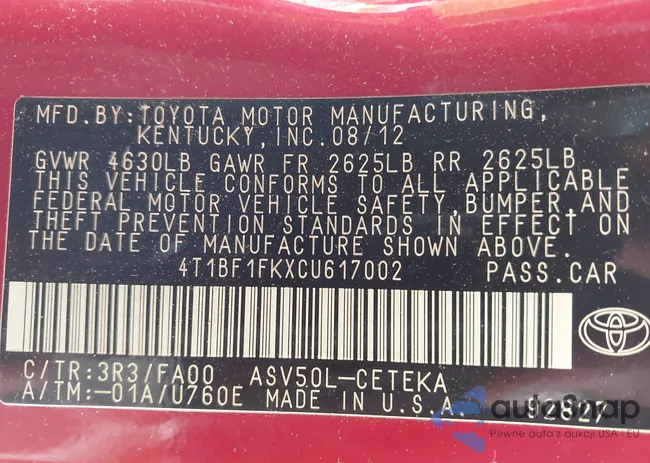 MFD.BY:TOYOTA MOTOR MANUFACTURING,
KENTUCKY,INC.08/12
GVWR 4630LB GAWR FR 2625LB RR 2625LB
THIS VEHICLE CONFORMS TO ALL APPLICABLE
FEDERAL MOTOR VEHICLE SAFETY,BUMPER,AND
THEFT PREVENTION STANDARDS IN EFFECT ON
THE DATE OF MANUFACTURE SHOWN ABOVE.
4T1BF1FKXCU617002 PASS.CAR
C/TR:3R3/FA00 ASV50L-CETEKA
A/TM:-01A/U760E MADE IN U.S.A.
autoSnap
Pewne auta z aukcji USA i EU